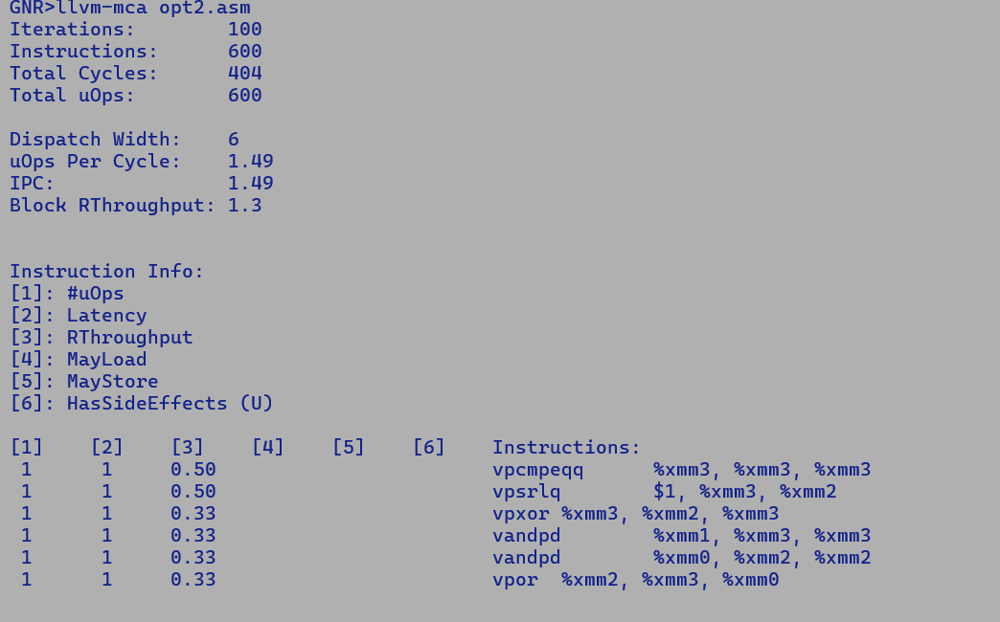 GNR>llvm-mca opt2.asm
Iterations:        100
Instructions:      600
Total Cycles:      404
Total uOps:        600
Dispatch Width:    6
uOps Per Cycle:    1.49
IPC:               1.49
Block RThroughput: 1.3
Instruction Info:
[1]: #uOps
[2]: Latency
[3]: RThroughput
[4]: MayLoad
[5]: MayStore
[6]: HasSideEffects (U)
[1]    [2]    [3]    [4]    [5]    [6]    Instructions:
 1      1     0.50                        vpcmpeqq      %xmm3, %xmm3, %xmm3
 1      1     0.50                        vpsrlq        $1, %xmm3, %xmm2
 1      1     0.33                        vpxor %xmm3, %xmm2, %xmm3
 1      1     0.33                        vandpd        %xmm1, %xmm3, %xmm3
 1      1     0.33                        vandpd        %xmm0, %xmm2, %xmm2
 1      1     0.33                        vpor  %xmm2, %xmm3, %xmm0